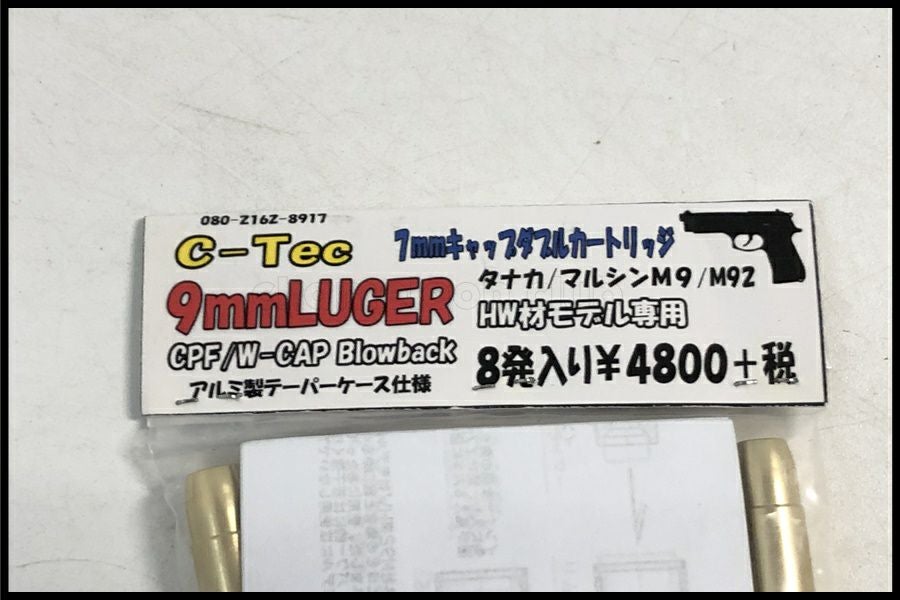 080-2162-8917
C-Tec
7mmキャップダブルカートリッジ
9mmLUGER
タナカ/マルシンM9/M92
HW材モデル専用
CPF/W-CAP Blowback
アルミ製テーパーケース仕様
8発入り¥4800+税